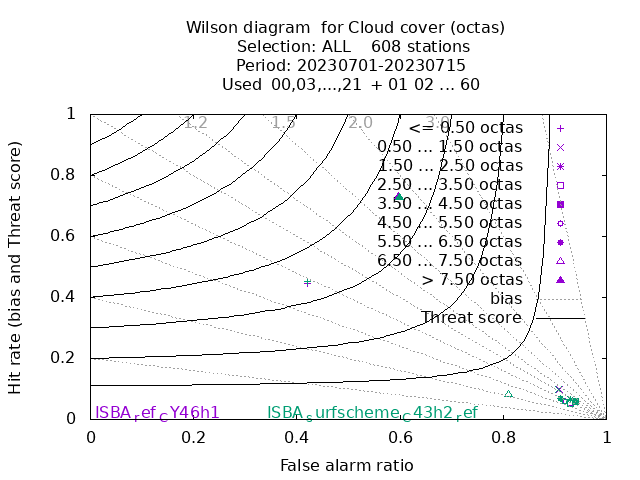 Wilson diagram  for Cloud cover (octas)
Selection: ALL    608 stations
Period: 20230701-20230715
Used  00,03,...,21  + 01 02 ... 60
Hit rate (bias and Threat score)
1
0.8
0.6
0.4
0.2
0
1.2 1.5 2.0 3.0
<= 0.50 octas
0.50 ... 1.50 octas
1.50 ... 2.50 octas
2.50 ... 3.50 octas
3.50 ... 4.50 octas
4.50 ... 5.50 octas
5.50 ... 6.50 octas
6.50 ... 7.50 octas
> 7.50 octas
bias
Threat score
ISBA_ref_CY46h1 ISBA_surfscheme_C43h2_ref
0 0.2 0.4 0.6 0.8 1
False alarm ratio